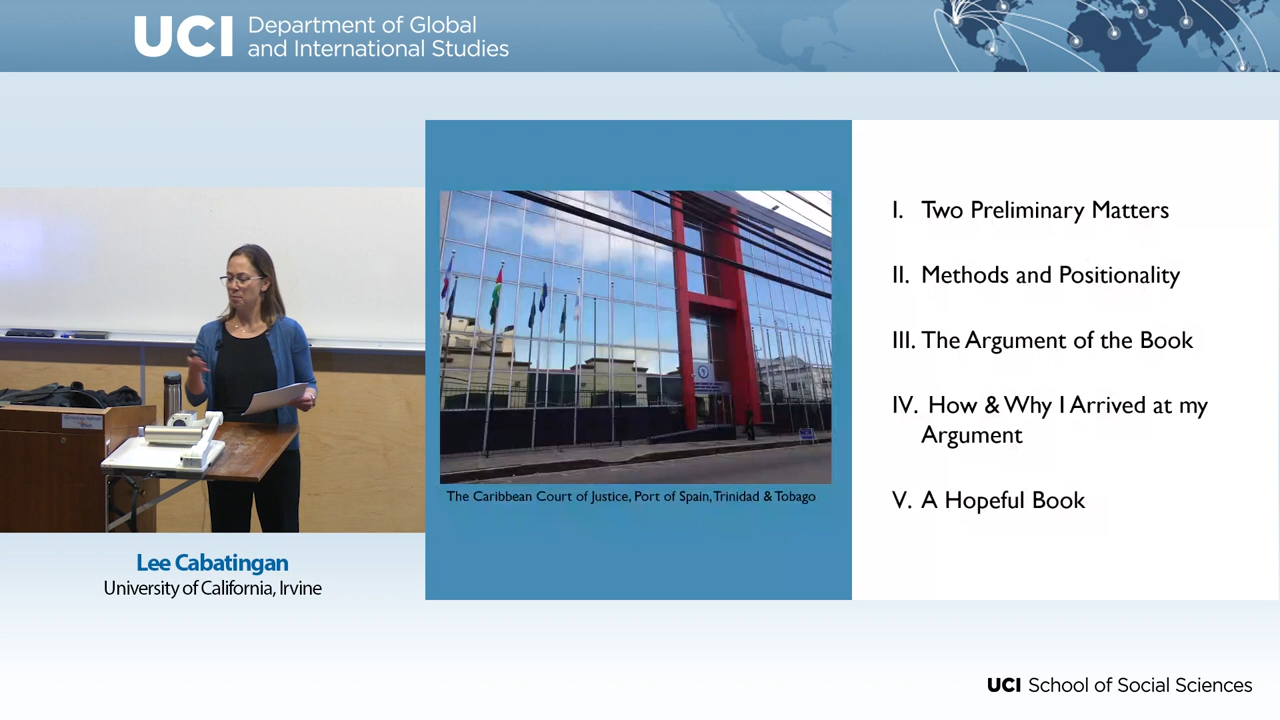 UCI Department of Global
and International Studies
I. Two Preliminary Matters
II. Methods and Positionality
III. The Argument of the Book
IV. How & Why I Arrived at my
Argument
V. A Hopeful Book
The Caribbean Court of Justice, Port of Spain, Trinidad & Tobago
Lee Cabatingan
University of California, Irvine
UCI School of Social Sciences